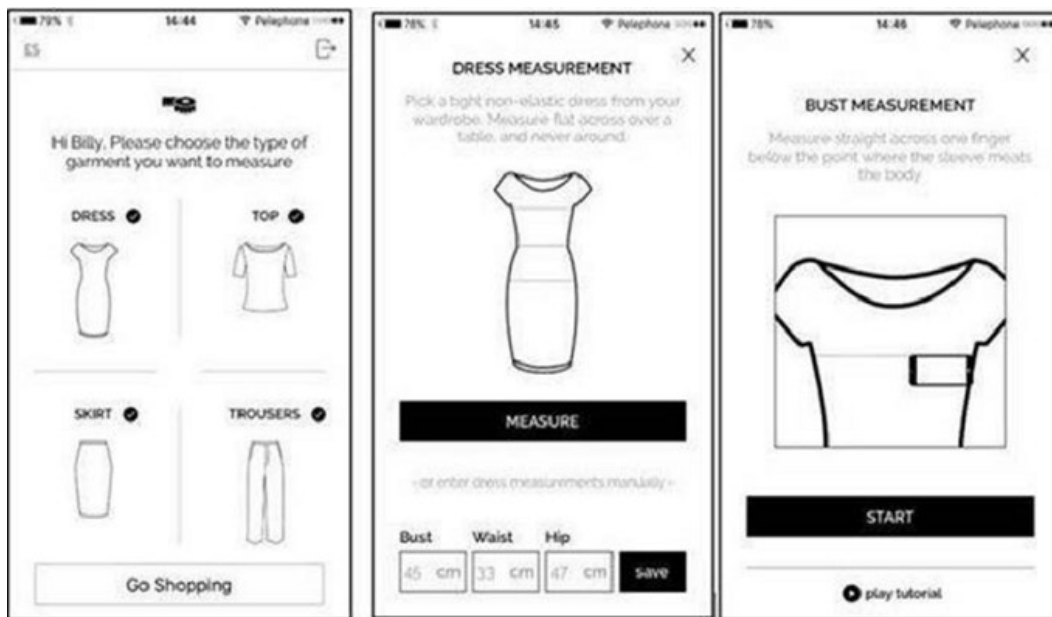 79%
14:44
Pelephone
ES
Hi Billy, Please choose the type of
garment you want to measure
DRESS
TOP
SKIRT
TROUSERS
Go Shopping
78%
14:45
Pelephone
DRESS MEASUREMENT
Pick a tight non-elastic dress from your
wardrobe. Measure flat across over a
table, and never around.
MEASURE
- or enter dress measurements manually -
Bust Waist Hip
45 cm 33 cm 47 cm save
78%
14:46
Pelephone
BUST MEASUREMENT
Measure straight across one finger
below the point where the sleeve meats
the body
START
play tutorial